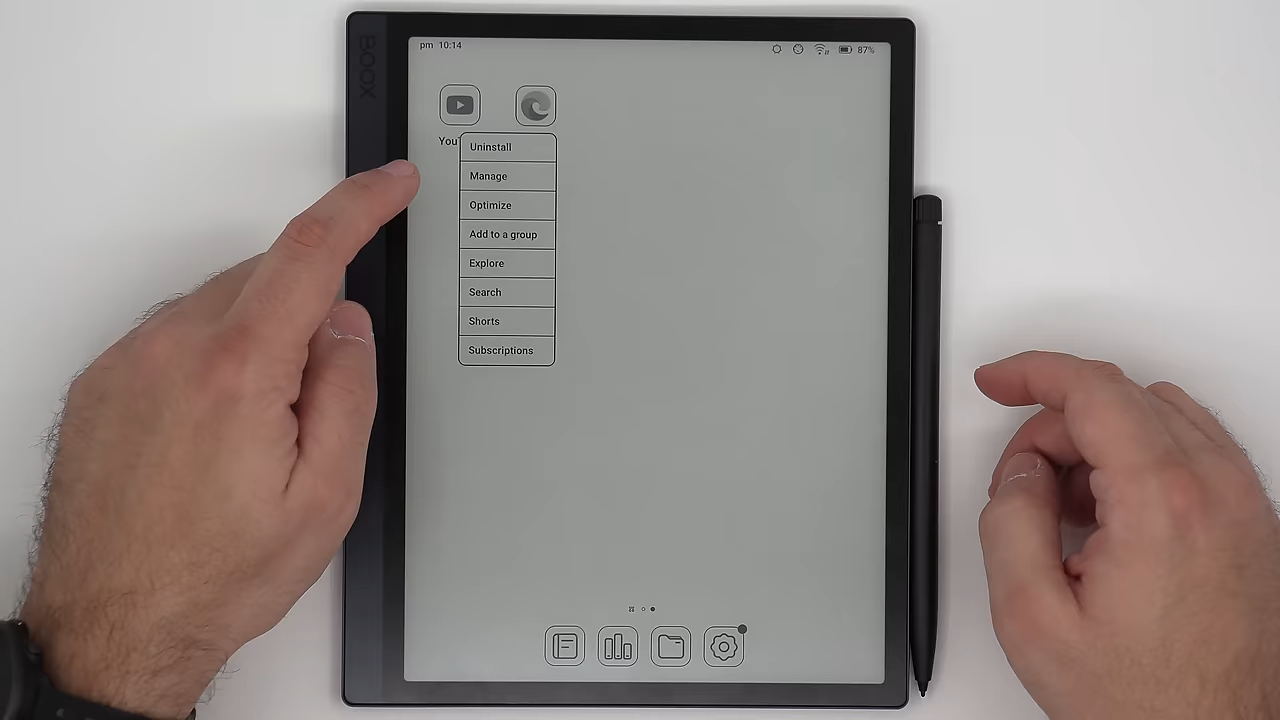 BOOX
pm 10:14
87%
You
Uninstall
Manage
Optimize
Add to a group
Explore
Search
Shorts
Subscriptions